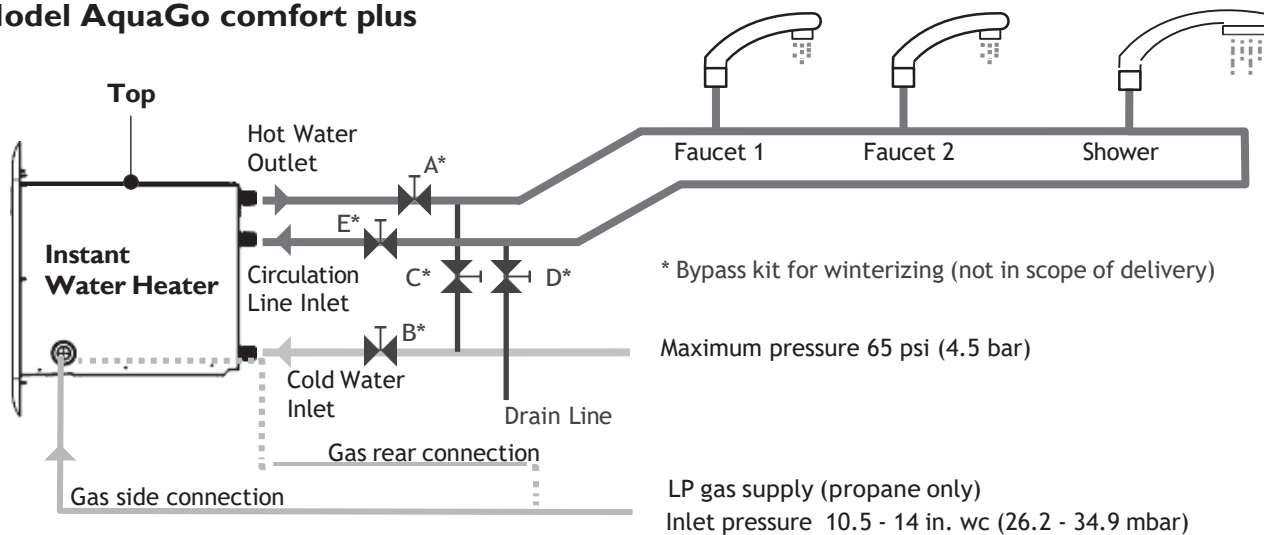 Model AquaGo comfort plus
Top
Hot Water
Outlet
A*
Faucet 1
Faucet 2
Shower
E*
Instant
Water Heater
Circulation
Line Inlet
C*
D*
* Bypass kit for winterizing (not in scope of delivery)
B*
Maximum pressure 65 psi (4.5 bar)
Cold Water
Inlet
Drain Line
Gas rear connection
Gas side connection
LP gas supply (propane only)
Inlet pressure 10.5 - 14 in. wc (26.2 - 34.9 mbar)